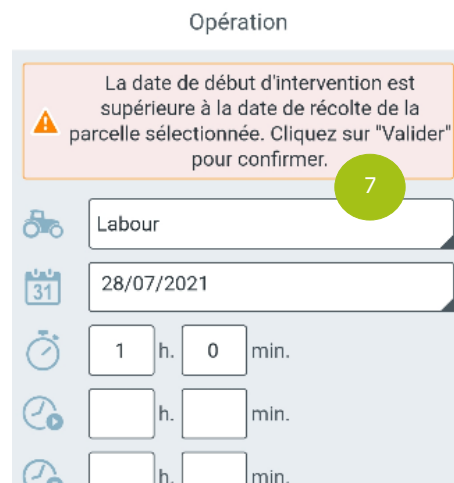 Opération
La date de début d'intervention est
supérieure à la date de récolte de la
parcelle sélectionnée. Cliquez sur "Valider"
pour confirmer.
7
Labour
31
28/07/2021
1 h. 0 min.
h. min.
h. min.